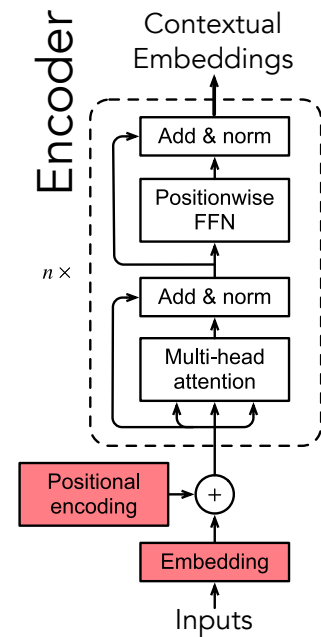 Contextual
Embeddings
Encoder
Add & norm
Positionwise
FFN
n ×
Add & norm
Multi-head
attention
Positional
encoding
+
Embedding
Inputs